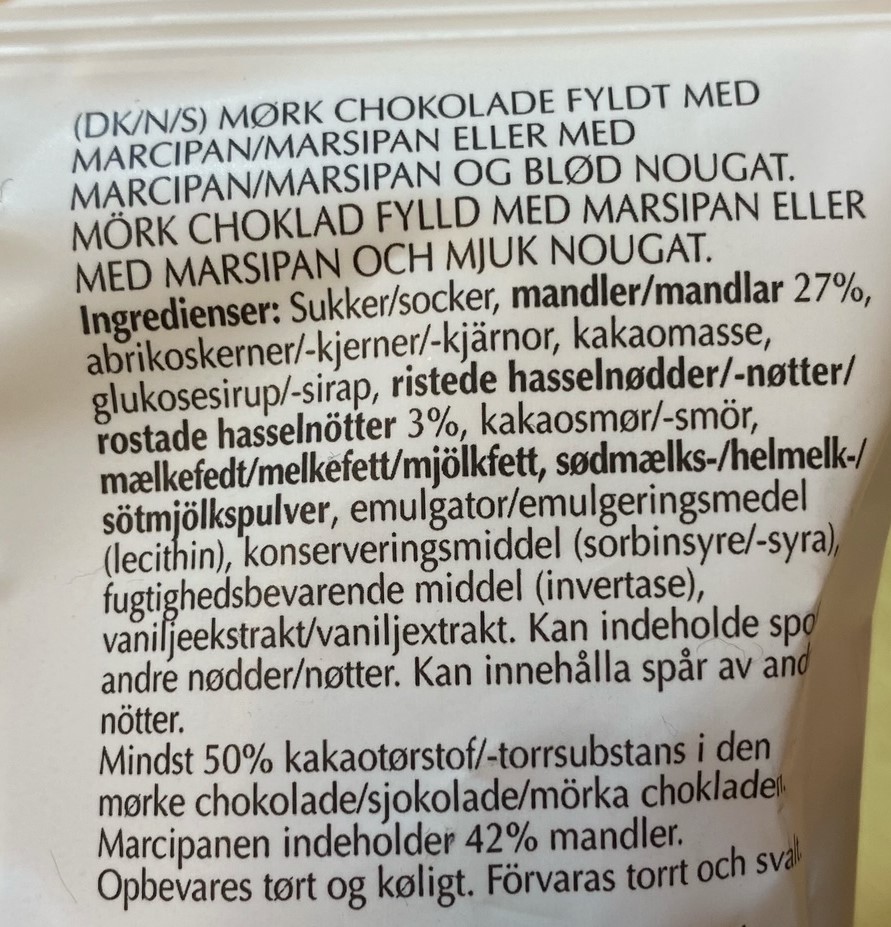 (DK/N/S) MØRK CHOKOLADE FYLDT MED
MARCIPAN/MARSIPAN ELLER MED
MARCIPAN/MARSIPAN OG BLØD NOUGAT.
MÖRK CHOKLAD FYLLD MED MARSIPAN ELLER
MED MARSIPAN OCH MJUK NOUGAT.
Ingredienser: Sukker/socker, mandler/mandlar 27%,
abrikoskerner/-kjerner/-kjärnor, kakaomasse,
glukosesirup/-sirap, ristede hasselnødder/-nøtter/
rostade hasselnötter 3%, kakaosmør/-smör,
mælkefedt/melkefett/mjölkfett, sødmælks-/helmelk-/
sötmjölkspulver, emulgator/emulgeringsmedel
(lecithin), konserveringsmiddel (sorbinsyre/-syra),
fugtighedsbevarende middel (invertase),
vaniljeekstrakt/vaniljextrakt. Kan indeholde
andre nødder/nøtter. Kan innehålla spår av
nötter.
Mindst 50% kakaotørstof/-torrsubstans i den
mørke chokolade/sjokolade/mörka chokladen.
Marcipanen indeholder 42% mandler.
Opbevares tørt og køligt. Förvaras torrt och svalt.